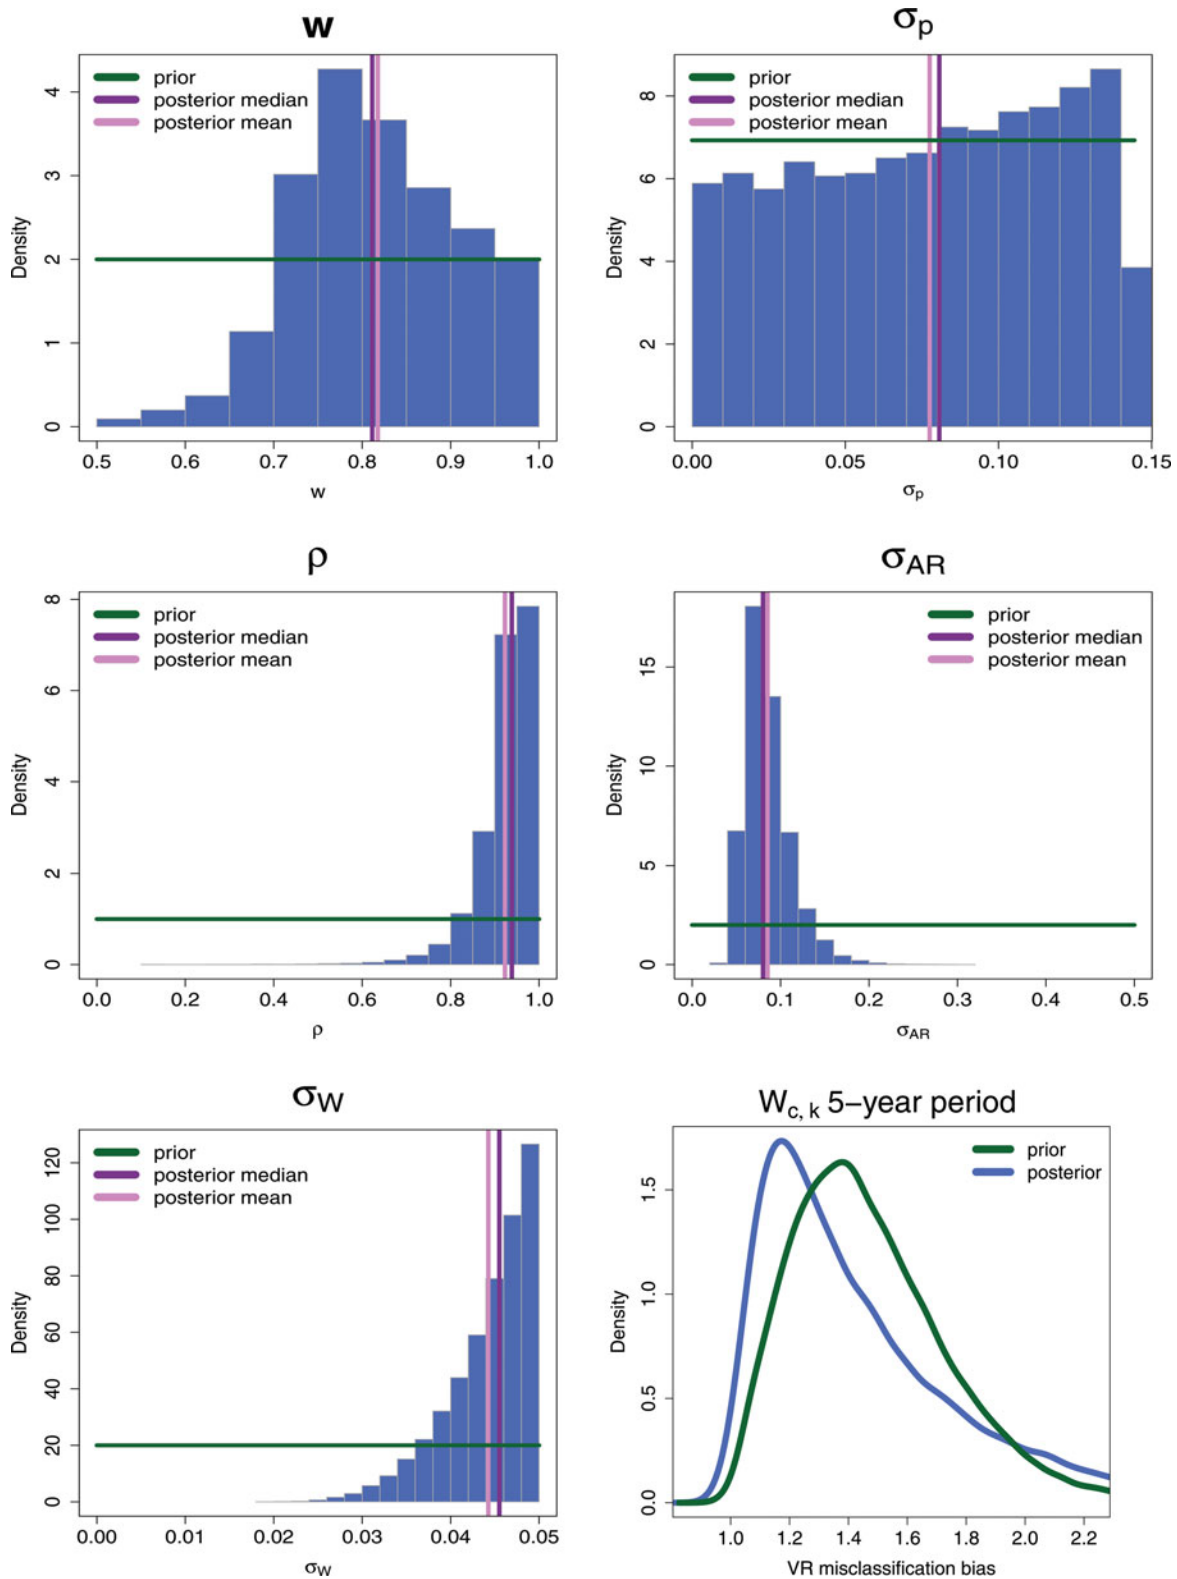 w
prior
posterior median
posterior mean
Density
0 1 2 3 4
0.5 0.6 0.7 0.8 0.9 1.0
w
σp
prior
posterior median
posterior mean
Density
0 2 4 6 8
0.00 0.05 0.10 0.15
σp
ρ
prior
posterior median
posterior mean
Density
0 2 4 6 8
0.0 0.2 0.4 0.6 0.8 1.0
ρ
σAR
prior
posterior median
posterior mean
Density
0 5 10 15
0.0 0.1 0.2 0.3 0.4 0.5
σAR
σW
prior
posterior median
posterior mean
Density
0 20 40 60 80 100 120
0.00 0.01 0.02 0.03 0.04 0.05
σW
Wc, k 5−year period
prior
posterior
Density
0.0 0.5 1.0 1.5
1.0 1.2 1.4 1.6 1.8 2.0 2.2
VR misclassification bias